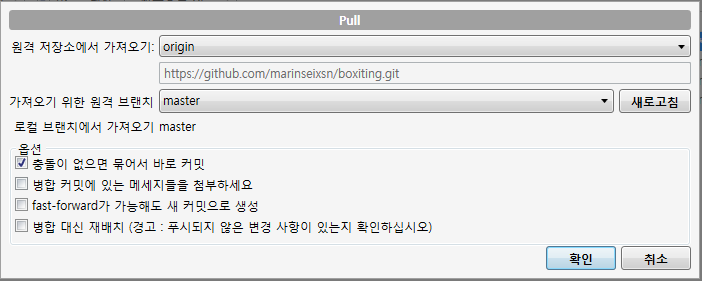 Pull
원격 저장소에서 가져오기: origin
https://github.com/marinseixsn/boxiting.git
가져오기 위한 원격 브랜치 master 새로고침
로컬 브랜치에서 가져오기 master
옵션
충돌이 없으면 묶어서 바로 커밋
병합 커밋에 있는 메세지들을 첨부하세요
fast-forward가 가능해도 새 커밋으로 생성
병합 대신 재배치 (경고 : 푸시되지 않은 변경 사항이 있는지 확인하십시오)
확인 취소